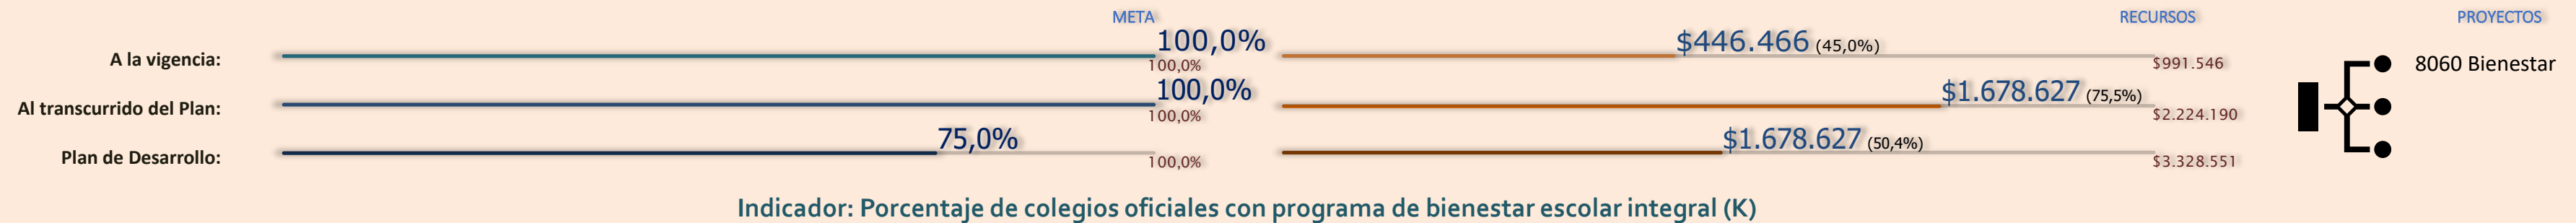 META RECURSOS PROYECTOS
A la vigencia: 100,0% 100,0% $446.466 (45,0%) $991.546 8060 Bienestar
Al transcurrido del Plan: 100,0% 100,0% $1.678.627 (75,5%) $2.224.190
Plan de Desarrollo: 75,0% 100,0% $1.678.627 (50,4%) $3.328.551
Indicador: Porcentaje de colegios oficiales con programa de bienestar escolar integral (K)